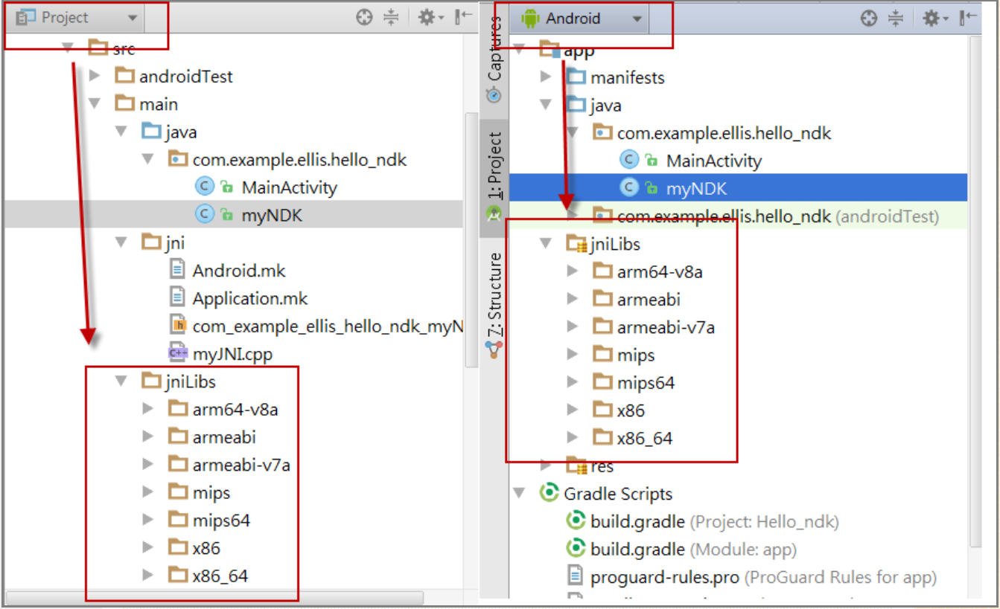 Project
src
androidTest
main
java
com.example.ellis.hello_ndk
MainActivity
myNDK
jni
Android.mk
Application.mk
com_example_ellis_hello_ndk_myN
C++ myJNI.cpp
jniLibs
arm64-v8a
armeabi
armeabi-v7a
mips
mips64
x86
x86_64
Captures
1: Project
7: Structure
Android
app
manifests
java
com.example.ellis.hello_ndk
MainActivity
myNDK
com.example.ellis.hello_ndk (androidTest)
jniLibs
arm64-v8a
armeabi
armeabi-v7a
mips
mips64
x86
x86_64
res
Gradle Scripts
build.gradle (Project: Hello_ndk)
build.gradle (Module: app)
proguard-rules.pro (ProGuard Rules for app)